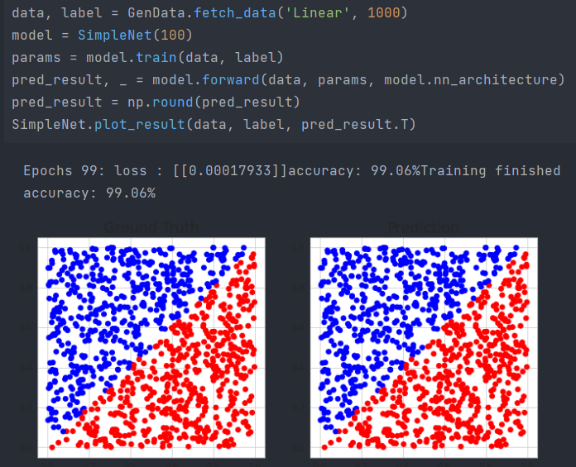 data, label = GenData.fetch_data('Linear', 1000)
model = SimpleNet(100)
params = model.train(data, label)
pred_result, _ = model.forward(data, params, model.nn_architecture)
pred_result = np.round(pred_result)
SimpleNet.plot_result(data, label, pred_result.T)
Epochs 99: loss : [[0.00017933]]accuracy: 99.06%Training finished
accuracy: 99.06%
Ground Truth
Prediction